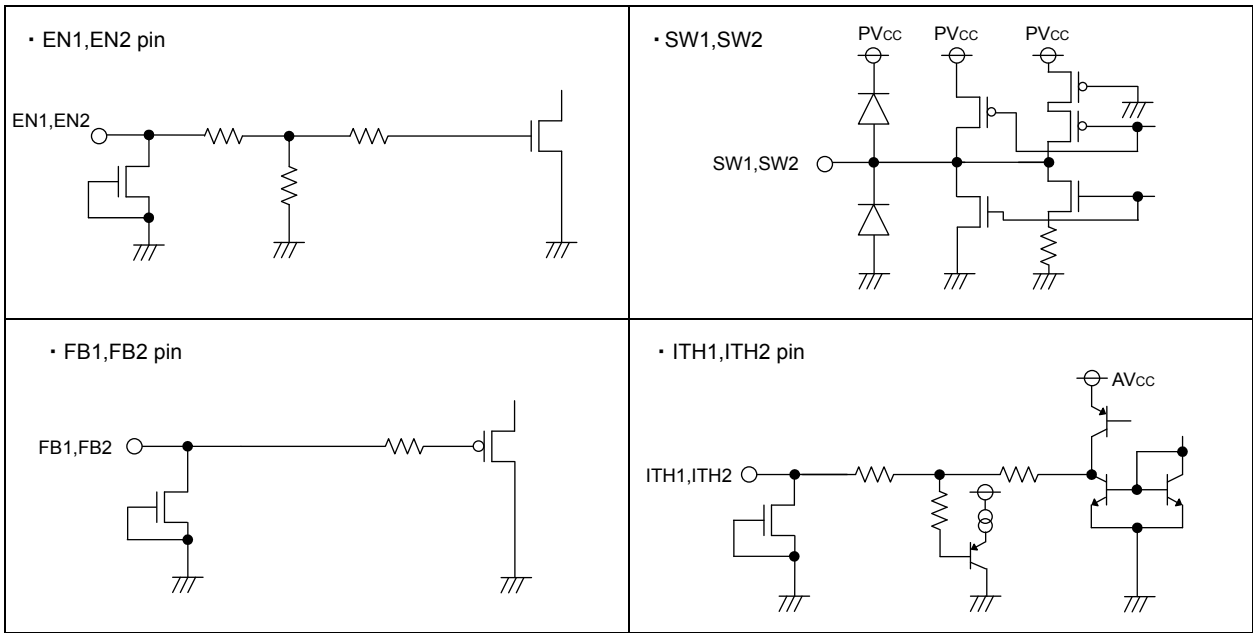 ・EN1,EN2 pin
EN1,EN2
・SW1,SW2
PVCC PVCC PVCC
SW1,SW2
・FB1,FB2 pin
FB1,FB2
・ITH1,ITH2 pin
AVCC
ITH1,ITH2